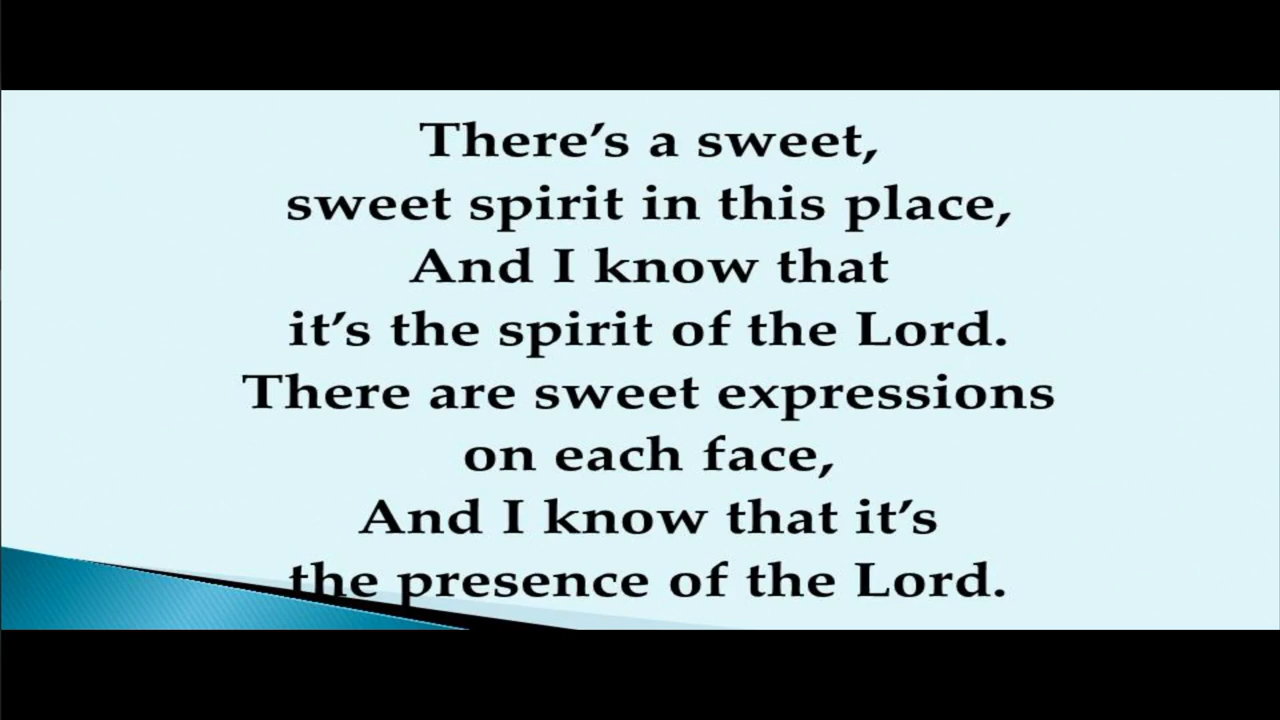 There’s a sweet,
sweet spirit in this place,
And I know that
it’s the spirit of the Lord.
There are sweet expressions
on each face,
And I know that it’s
the presence of the Lord.